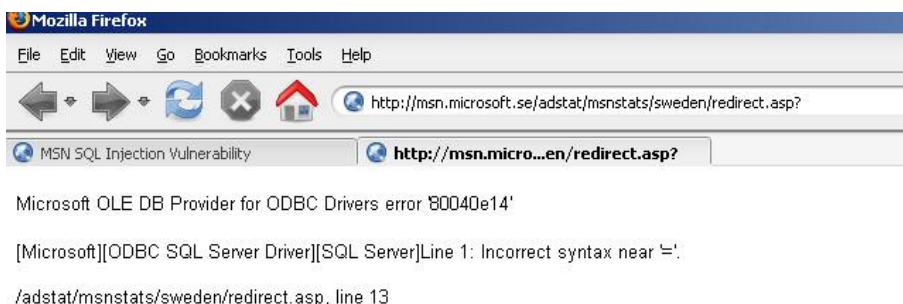 Mozilla Firefox
File Edit View Go Bookmarks Tools Help
http://msn.microsoft.se/adstat/msnstats/sweden/redirect.asp?
MSN SQL Injection Vulnerability http://msn.micro...en/redirect.asp?
Microsoft OLE DB Provider for ODBC Drivers error '80040e14'
[Microsoft][ODBC SQL Server Driver][SQL Server]Line 1: Incorrect syntax near '='.
/adstat/msnstats/sweden/redirect.asp, line 13